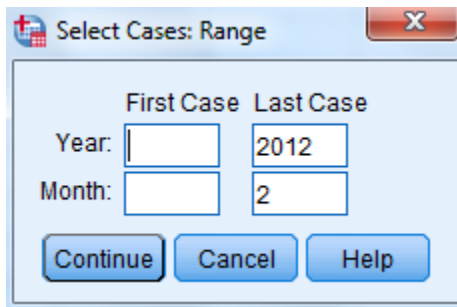 Select Cases: Range
First Case Last Case
Year: 2012
Month: 2
Continue Cancel Help